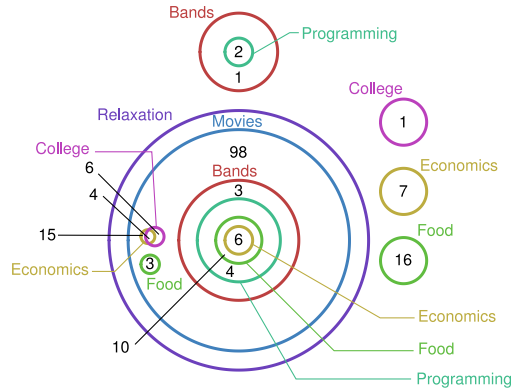 Bands
2
Programming
1
College
1
Relaxation
Movies
98
College
6
4
15
Economics
3
Food
Bands
3
6
4
10
Economics
7
Food
16
Economics
Food
Programming